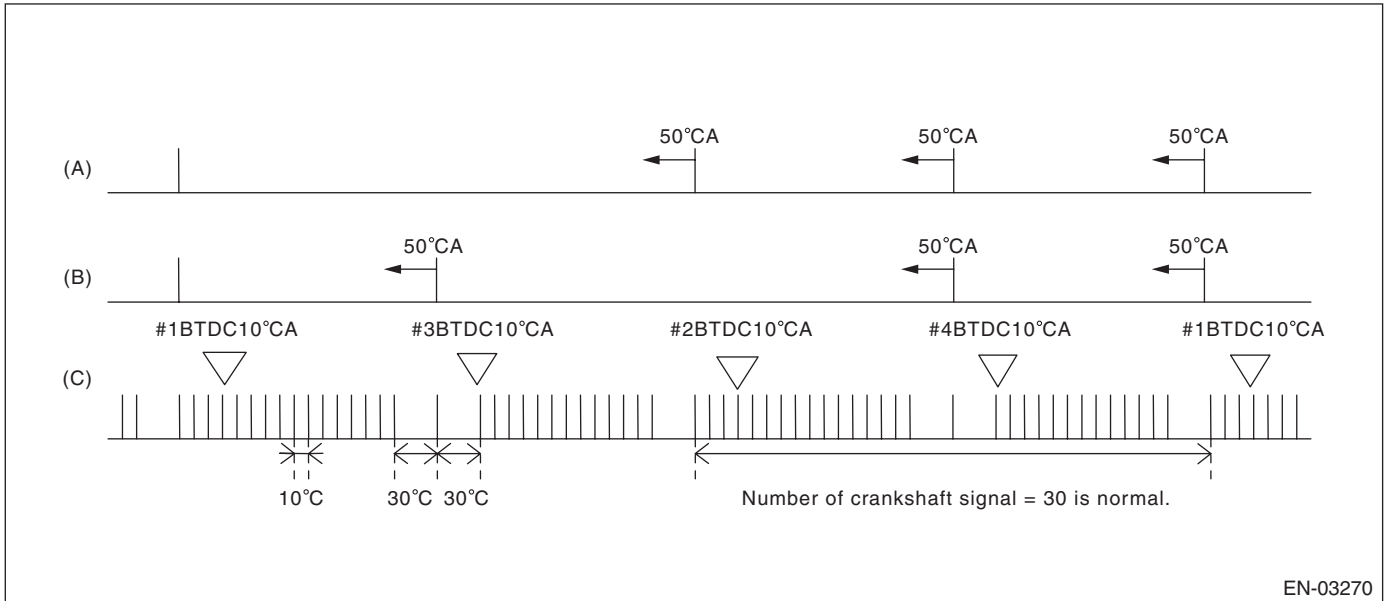 50°CA 50°CA 50°CA
(A)
50°CA 50°CA 50°CA
(B)
#1BTDC10°CA #3BTDC10°CA #2BTDC10°CA #4BTDC10°CA #1BTDC10°CA
(C)
10°C 30°C 30°C Number of crankshaft signal = 30 is normal.
EN-03270